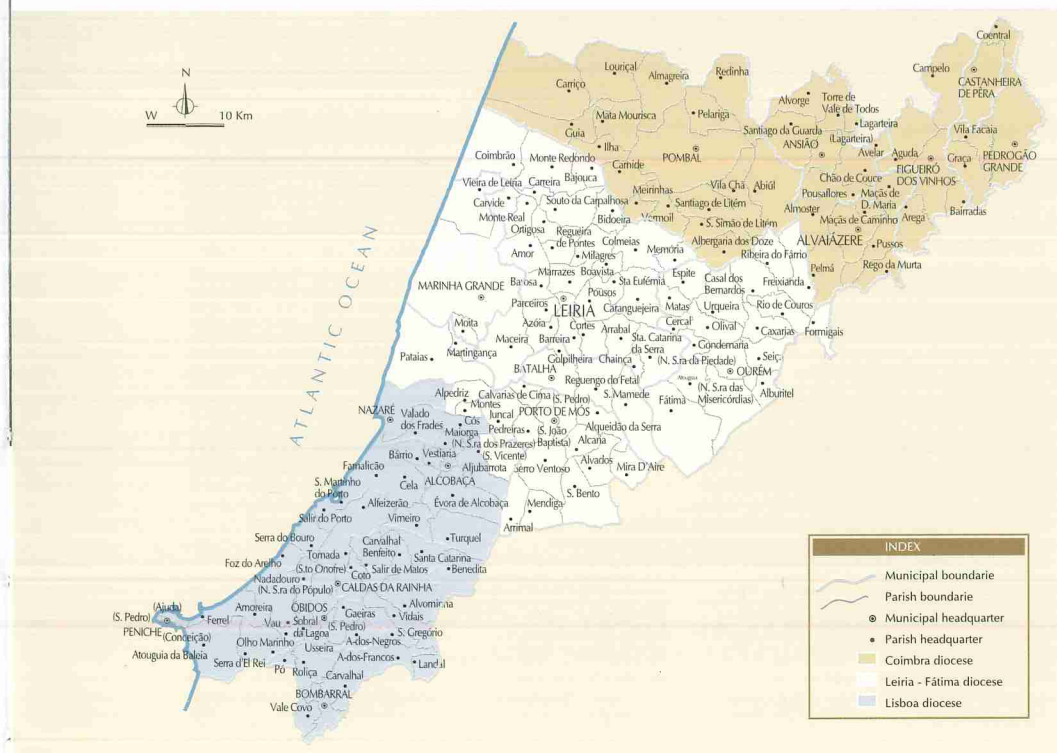 Coentral
Louriçal
Almagreira
Redinha
Campelo
Carriço
CASTANHEIRA
DE PÊRA
Alvorge
Torre de
Vale de Todos
N
W
10 Km
Mata Mourisca
Pelariga
Lagarteira
(Lagarteira)
Guia
Santiago da Guarda
ANSIÃO
Vila Facaia
Ilha
POMBAL
Avelar
Aguda
Graça
PEDROGÃO
GRANDE
Coimbrão
Monte Redondo
Carnide
FIGUEIRÓ
DOS VINHOS
Bajouca
Chão de Couce
Vieira de Leiria
Carreira
Meirinhas
Vila Chã
Abiúl
Pousaflores
Maçãs de
D. Maria
Carvide
Souto da Carpalhosa
Santiago de Litém
Almoster
Arega
Bairradas
Monte Real
Bidoeira
Vermoil
S. Simão de Litém
Maçãs de Caminho
Ortigosa
Regueira
de Pontes
Colmeias
Albergaria dos Doze
ALVAIÁZERE
Pussos
Amor
Milagres
Memória
Ribeira do Fárrio
Marrazes
Boavista
Espite
Pelmá
Rego da Murta
MARINHA GRANDE
Barosa
Sta Eufémia
Casal dos
Bernardos
Freixianda
Pousos
Parceiros
LEIRIA
Caranguejeira
Matas
Urqueira
Rio de Couros
Moita
Azóia
Cortes
Cercal
Olival
Caxarias
Formigais
Maceira
Barreira
Arrabal
Sta. Catarina
da Serra
Gondemaria
Martingança
Pataias
Golpilheira
Chainça
(N. S.ra da Piedade)
Seiç
BATALHA
OURÉM
Reguengo do Fetal
(N. S.ra das
Misericórdias)
Alburitel
Alpedriz
Calvarias de Cima
(S. Pedro)
S. Mamede
Fátima
Montes
NAZARÉ
Valado
dos Frades
Juncal
PORTO DE MÓS
Cós
Pedreiras
(S. João
Baptista)
Alqueidão da Serra
Maiorga
(N. S.ra dos Prazeres)
Alcaria
Bárrio
Vestiaria
(S. Vicente)
Famalicão
Aljubarrota
Serro Ventoso
Alvados
Mira D'Aire
S. Martinho
do Porto
Cela
ALCOBAÇA
S. Bento
Alfeizerão
Évora de Alcobaça
Mendiga
Salir do Porto
Vimeiro
Arrimal
ATLANTIC OCEAN
Serra do Bouro
Carvalhal
Benfeito
Turquel
Foz do Arelho
Tornada
Santa Catarina
(S.to Onofre)
Salir de Matos
Benedita
Nadadouro
Coto
(N. S.ra do Pópulo)
CALDAS DA RAINHA
(Ajuda)
Amoreira
ÓBIDOS
Alvorninha
(S. Pedro)
Ferrel
Gaeiras
Vidais
PENICHE
Vau
Sobral
da Lagoa
(S. Pedro)
(Conceição)
S. Gregório
Olho Marinho
A-dos-Negros
Atouguia da Baleia
Usseira
Serra d'El Rei
A-dos-Francos
Landal
Pó
Roliça
Carvalhal
BOMBARRAL
Vale Covo
INDEX
Municipal boundarie
Parish boundarie
Municipal headquarter
Parish headquarter
Coimbra diocese
Leiria - Fátima diocese
Lisboa diocese